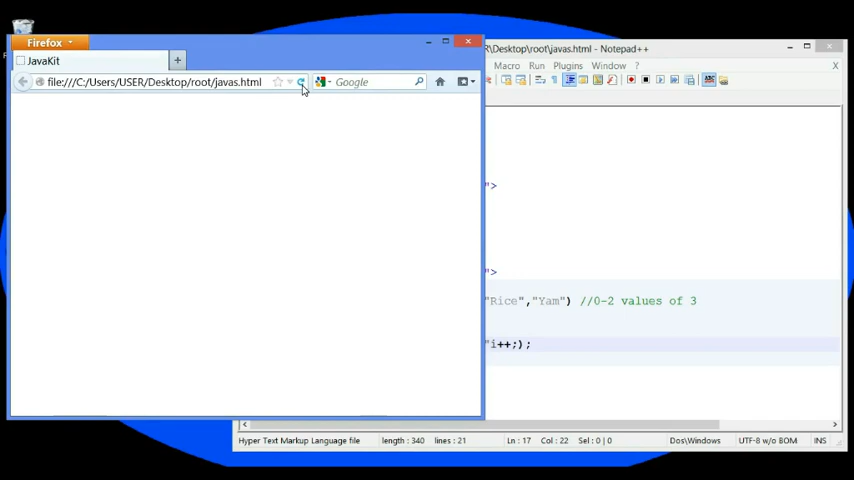 Firefox
R\Desktop\root\javas.html - Notepad++
JavaKit
+
Macro Run Plugins Window ? X
file:///C:/Users/USER/Desktop/root/javas.html
Google
ABC
">
">
"Rice","Yam") //0-2 values of 3
"i++;);
Hyper Text Markup Language file length : 340 lines : 21 Ln : 17 Col : 22 Sel : 0 | 0 Dos\Windows UTF-8 w/o BOM INS